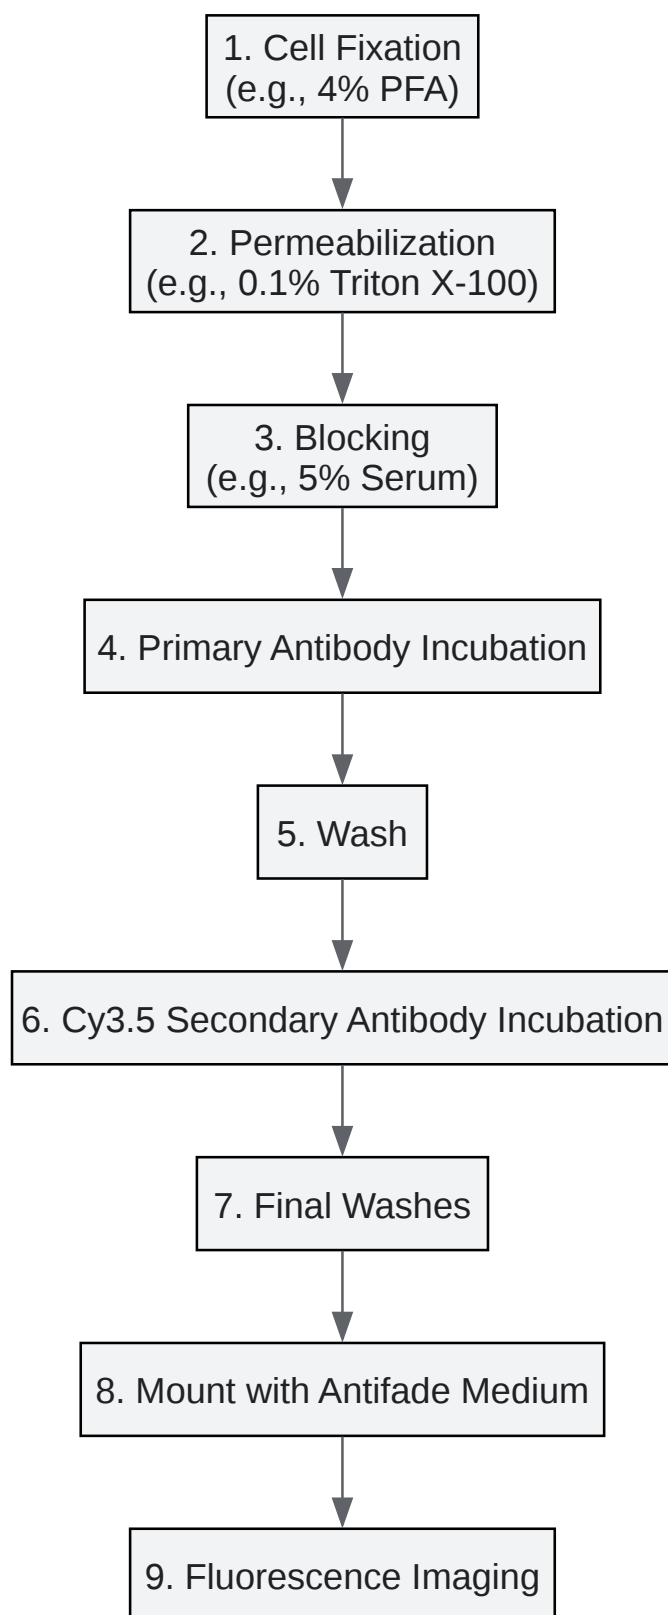 1. Cell Fixation
(e.g., 4% PFA)
2. Permeabilization
(e.g., 0.1% Triton X-100)
3. Blocking
(e.g., 5% Serum)
4. Primary Antibody Incubation
5. Wash
6. Cy3.5 Secondary Antibody Incubation
7. Final Washes
8. Mount with Antifade Medium
9. Fluorescence Imaging